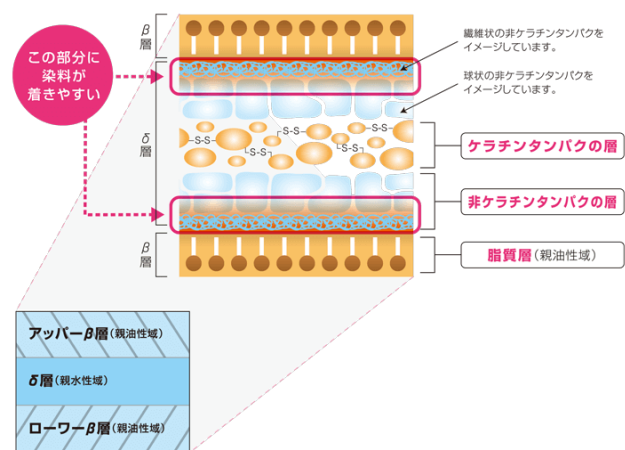 この部分に
染料が
着きやすい
β
層
δ
層
β
層
繊維状の非ケラチンタンパクを
イメージしています。
球状の非ケラチンタンパクを
イメージしています。
S-S
S-S
S-S
S-S
S-S
ケラチンタンパクの層
非ケラチンタンパクの層
脂質層(親油性域)
アッパーβ層(親油性域)
δ層(親水性域)
ローワーβ層(親油性域)